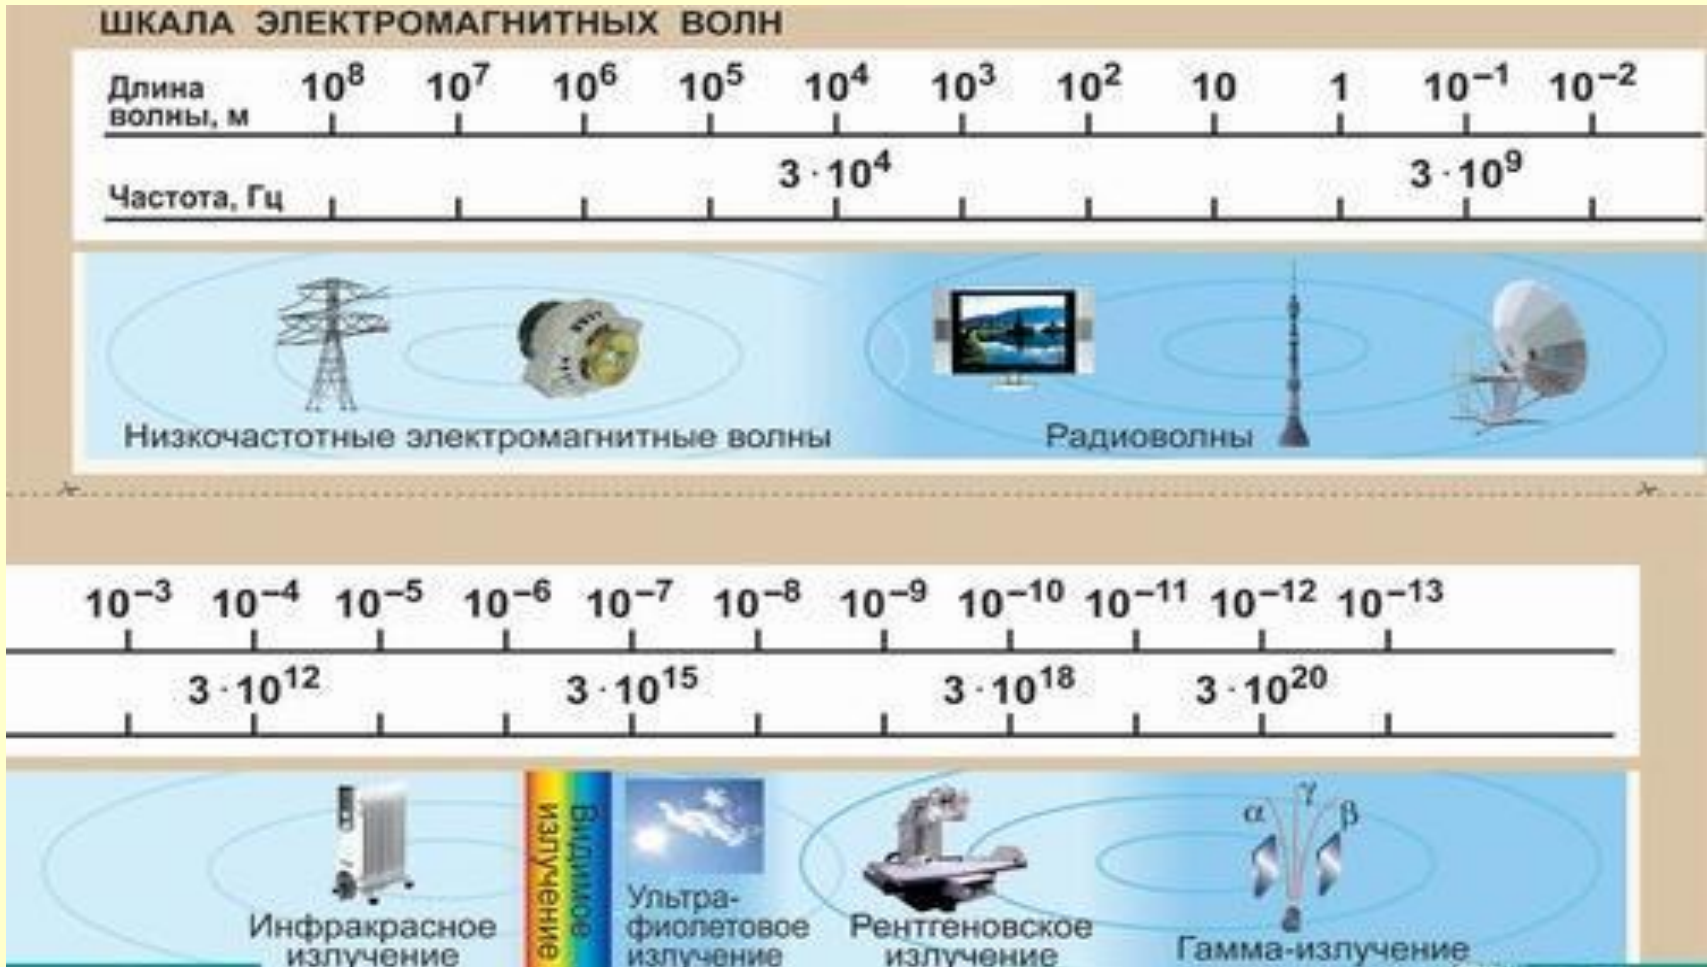 ШКАЛА ЭЛЕКТРОМАГНИТНЫХ ВОЛН
Длина волны, м 10⁸ 10⁷ 10⁶ 10⁵ 10⁴ 10³ 10² 10 1 10⁻¹ 10⁻²
3·10⁴ 3·10⁹
Частота, Гц
Низкочастотные электромагнитные волны Радиоволны
10⁻³ 10⁻⁴ 10⁻⁵ 10⁻⁶ 10⁻⁷ 10⁻⁸ 10⁻⁹ 10⁻¹⁰ 10⁻¹¹ 10⁻¹² 10⁻¹³
3·10¹² 3·10¹⁵ 3·10¹⁸ 3·10²⁰
α γ β
Инфракрасное
излучение
Видимое
излучение
Ультра-
фиолетовое
излучение
Рентгеновское
излучение
Гамма-излучение